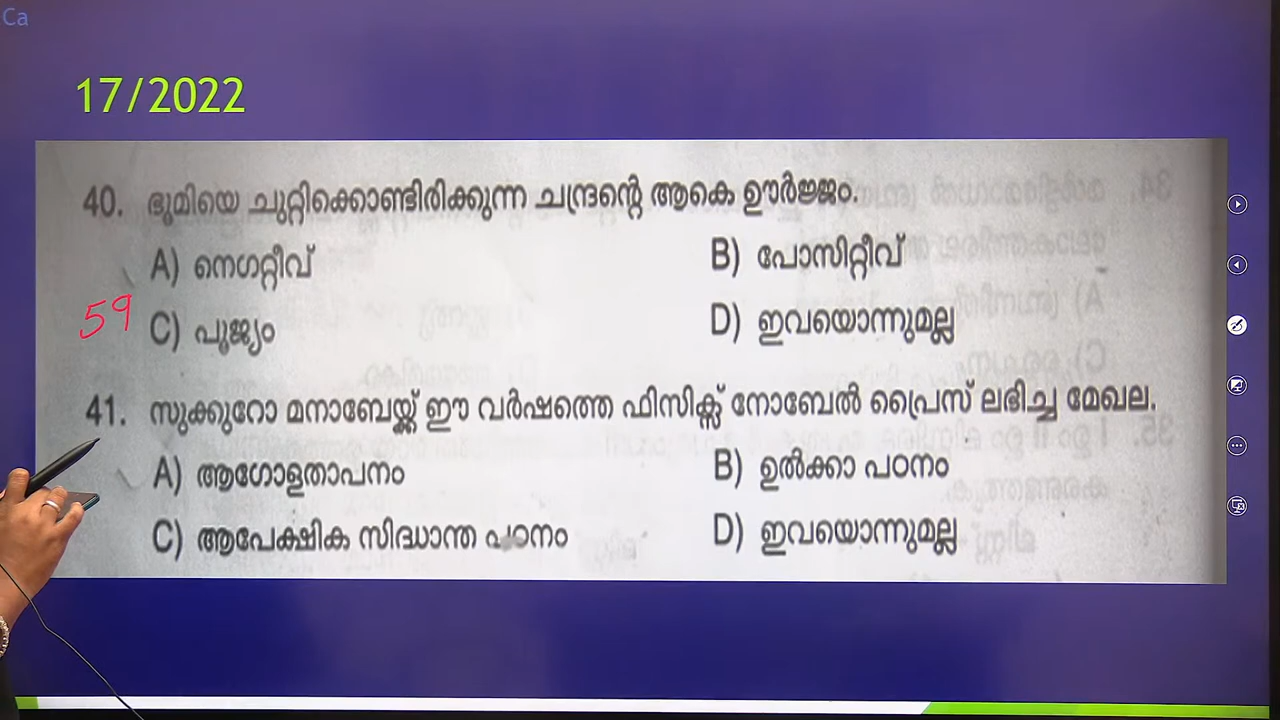 Ca
17/2022
40. ഭൂമിയെ ചുറ്റിക്കൊണ്ടിരിക്കുന്ന ചന്ദ്രന്റെ ആകെ ഊർജ്ജം.
A) നെഗറ്റീവ് B) പോസിറ്റീവ്
59 C) പൂജ്യം D) ഇവയൊന്നുമല്ല
41. സുക്കുറോ മനാബേയ്ക്ക് ഈ വർഷത്തെ ഫിസിക്സ് നോബേൽ പ്രൈസ് ലഭിച്ച മേഖല.
A) ആഗോളതാപനം B) ഉൽക്കാ പഠനം
C) ആപേക്ഷിക സിദ്ധാന്ത പഠനം D) ഇവയൊന്നുമല്ല